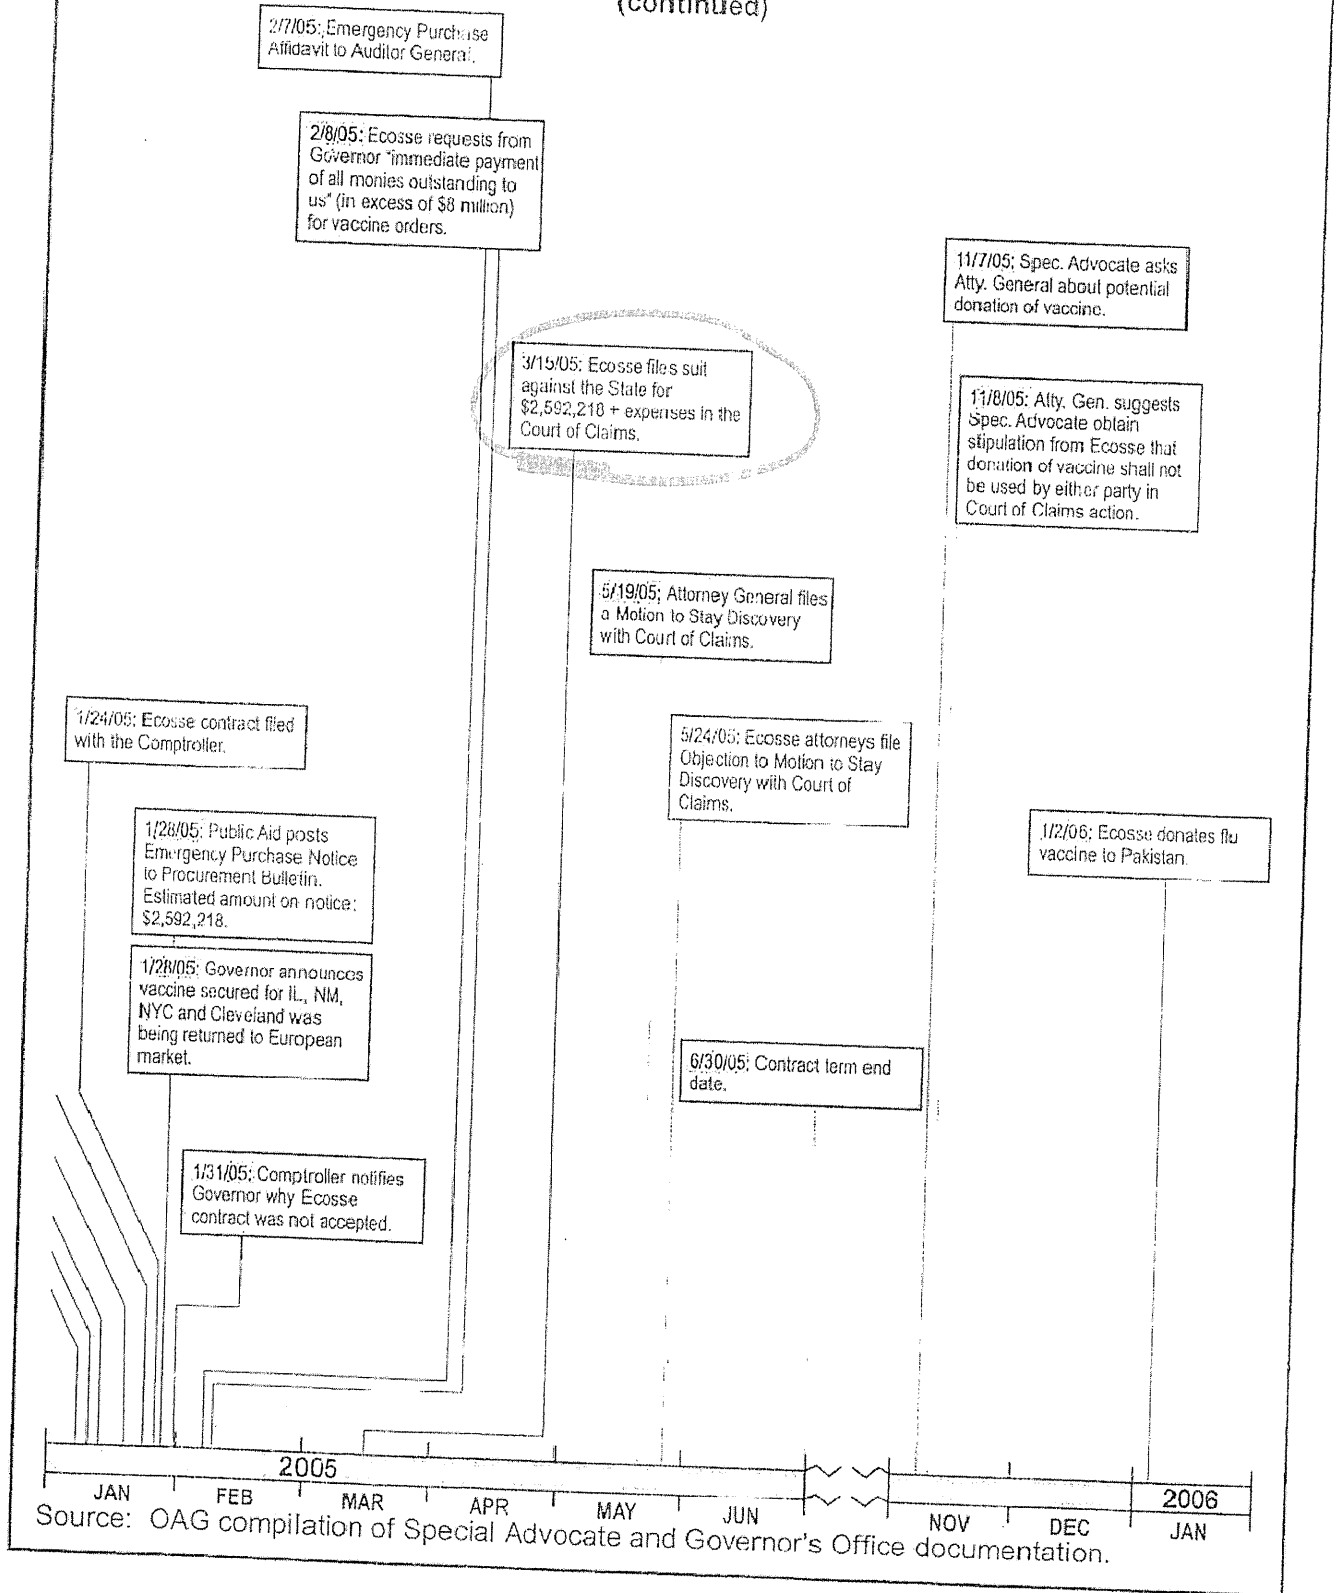 (continued)
2/7/05: Emergency Purchase
Affidavit to Auditor General.
2/8/05: Ecosse requests from
Governor "immediate payment
of all monies outstanding to
us" (in excess of $8 million)
for vaccine orders.
11/7/05: Spec. Advocate asks
Atty. General about potential
donation of vaccine.
3/15/05: Ecosse files suit
against the State for
$2,592,218 + expenses in the
Court of Claims.
11/8/05: Atty. Gen. suggests
Spec. Advocate obtain
stipulation from Ecosse that
donation of vaccine shall not
be used by either party in
Court of Claims action.
5/19/05: Attorney General files
a Motion to Stay Discovery
with Court of Claims.
1/24/05: Ecosse contract filed
with the Comptroller.
5/24/05: Ecosse attorneys file
Objection to Motion to Stay
Discovery with Court of
Claims.
1/28/05: Public Aid posts
Emergency Purchase Notice
to Procurement Bulletin.
Estimated amount on notice:
$2,592,218.
1/2/06: Ecosse donates flu
vaccine to Pakistan.
1/28/05: Governor announces
vaccine secured for IL, NM,
NYC and Cleveland was
being returned to European
market.
6/30/05: Contract term end
date.
1/31/05: Comptroller notifies
Governor why Ecosse
contract was not accepted.
2005
2006
JAN FEB MAR APR MAY JUN NOV DEC JAN
Source: OAG compilation of Special Advocate and Governor's Office documentation.